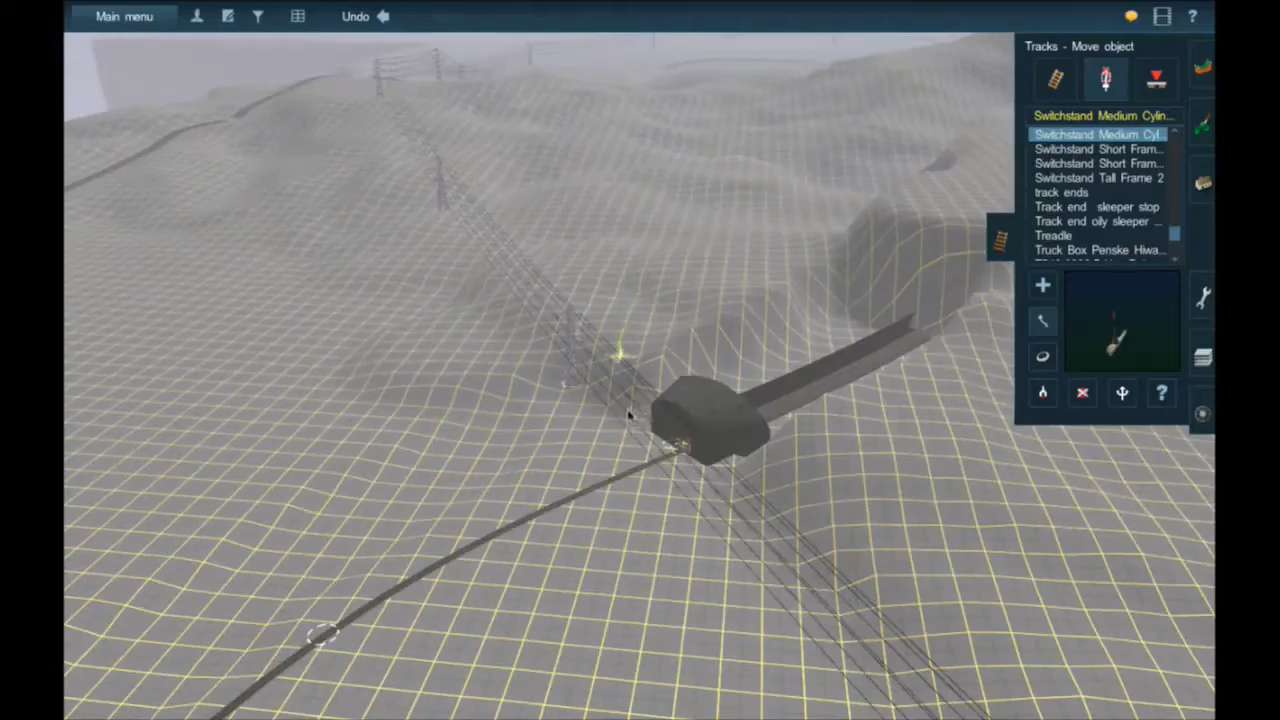 Main menu
Undo
?
Tracks - Move object
Switchstand Medium Cylin...
Switchstand Medium Cyl...
Switchstand Short Fram...
Switchstand Short Fram...
Switchstand Tall Frame 2
track ends
Track end sleeper stop
Track end oily sleeper ...
Treadle
Truck Box Penske Hiwa...
?